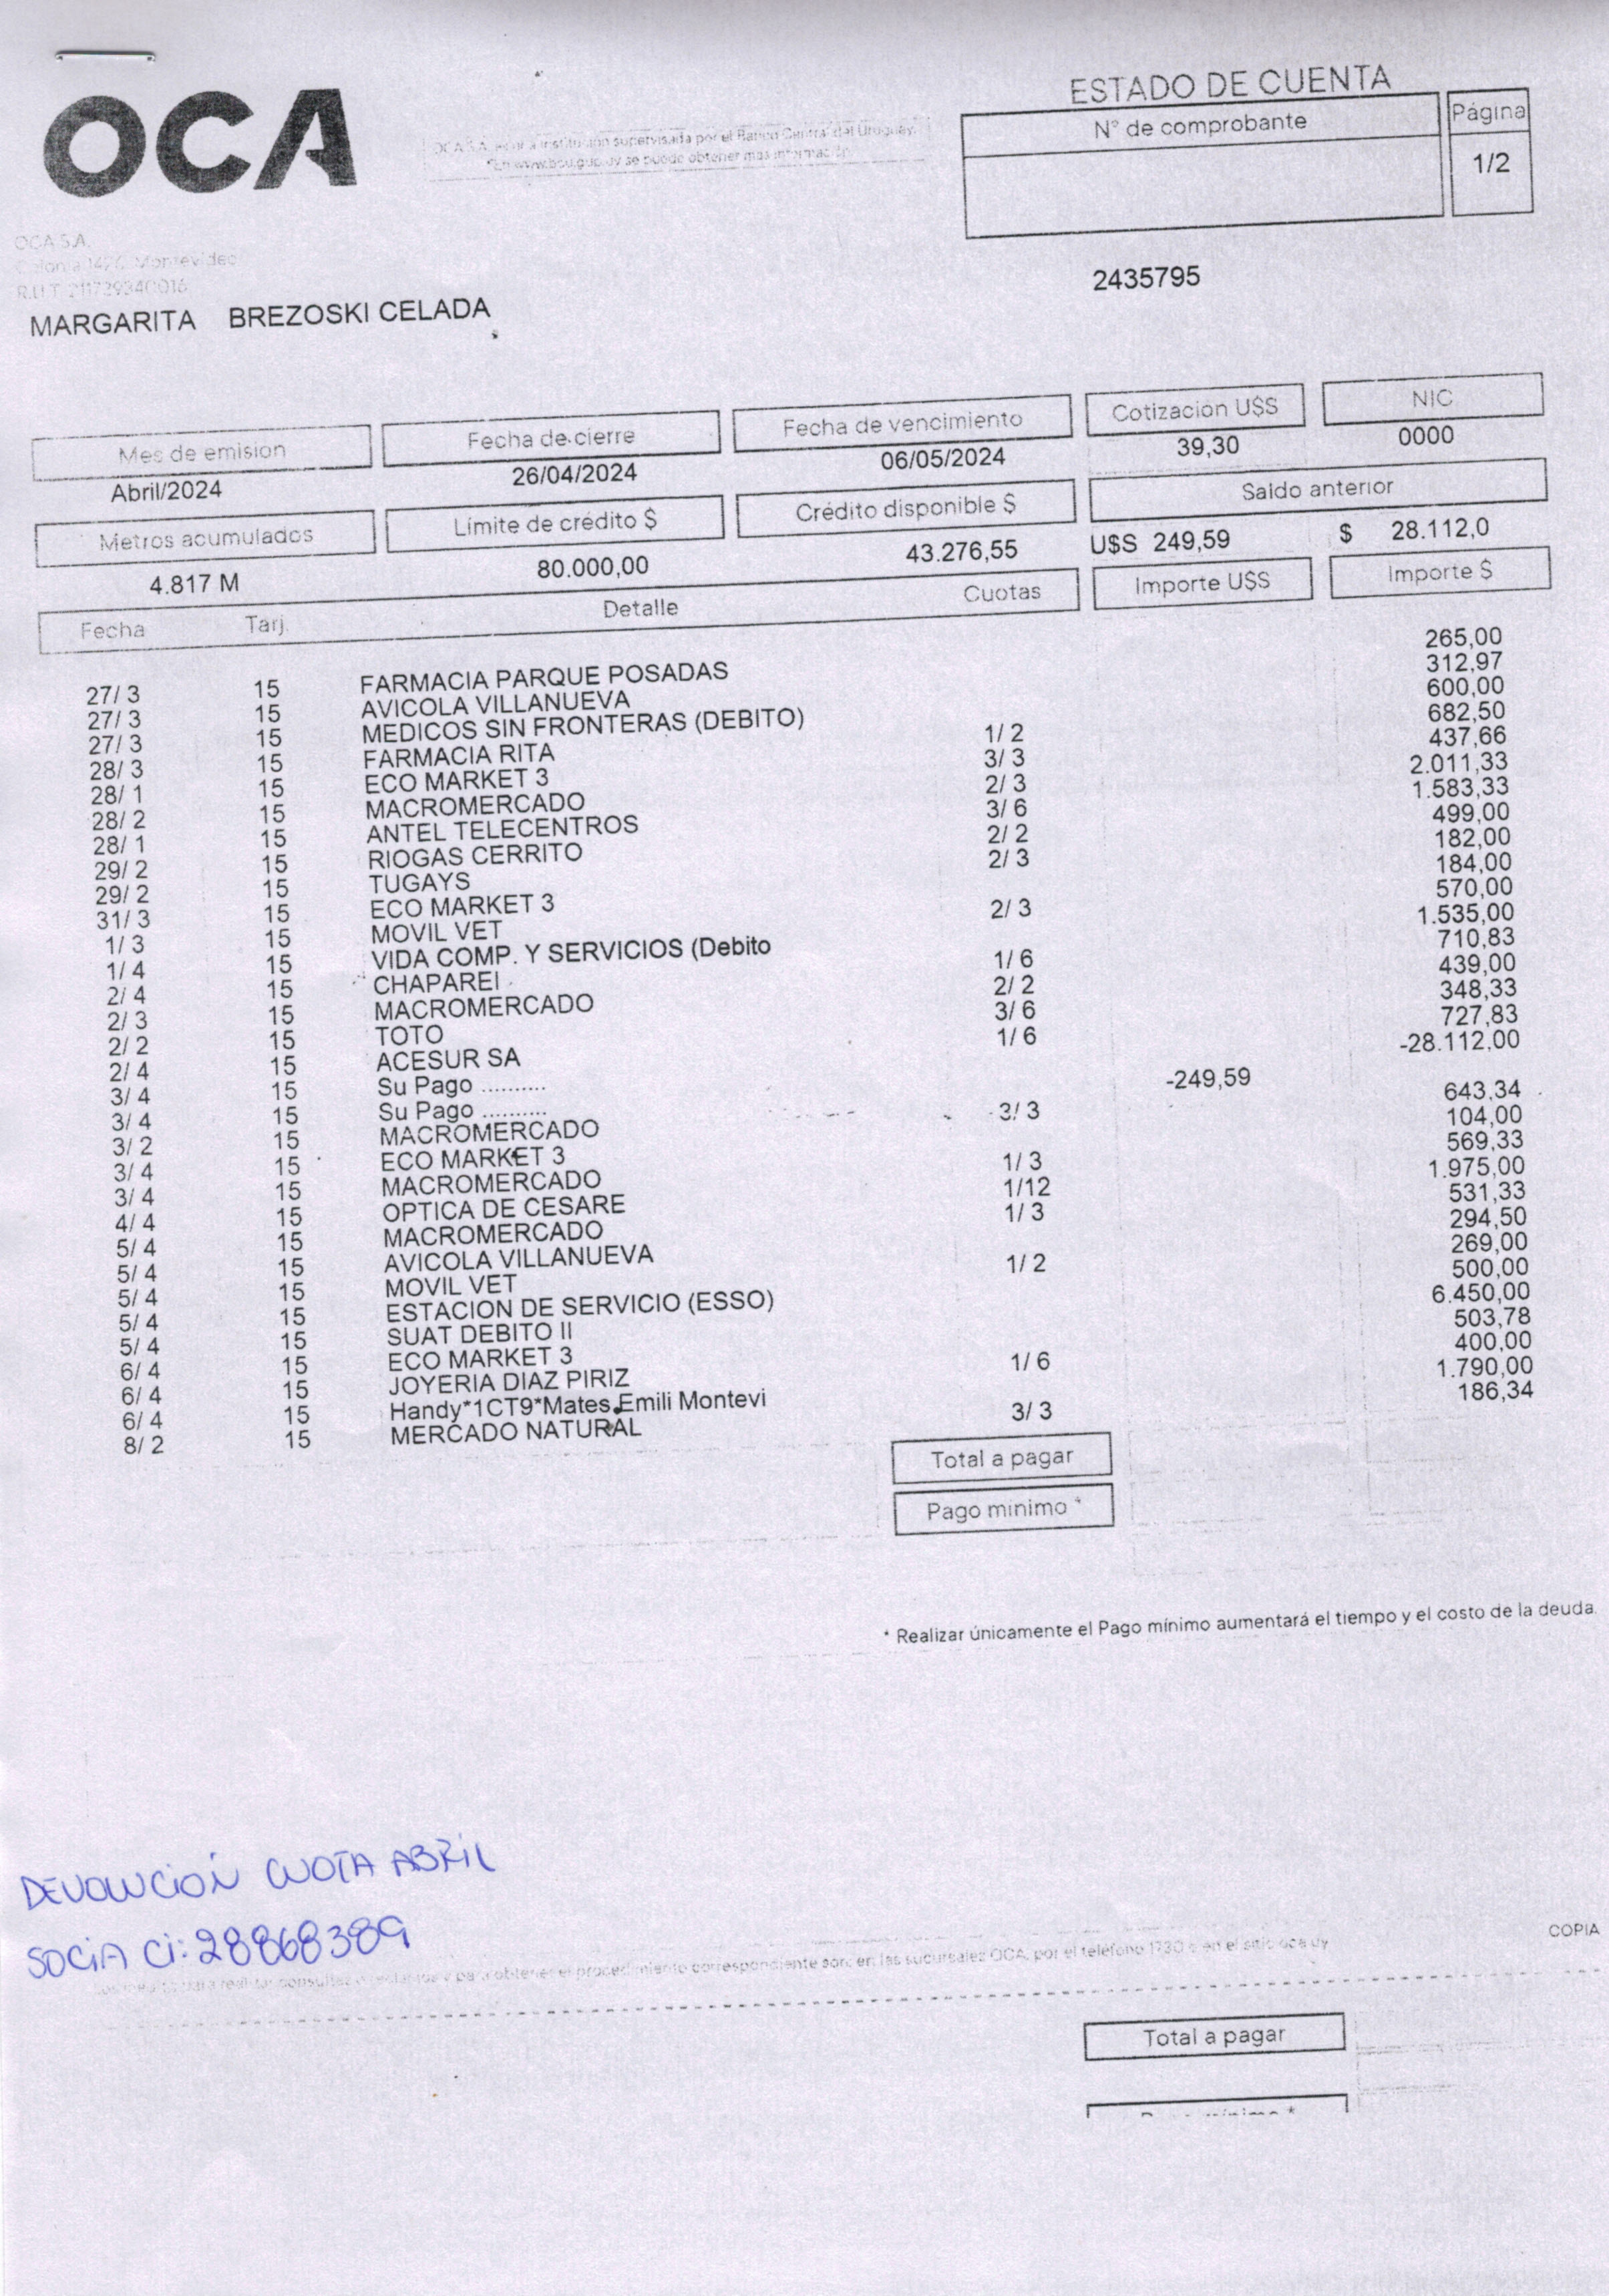 OCA
ESTADO DE CUENTA
N° de comprobante
Página
1/2
OCA S.A. es una institución supervisada por el Banco Central del Uruguay.
*En www.bcu.gub.uy se puede obtener más información.
OCA S.A.
Colonia 1426, Montevideo
R.U.T. 211729340016
2435795
MARGARITA BREZOSKI CELADA
Mes de emisión Fecha de cierre Fecha de vencimiento Cotización U$S NIC
Abril/2024 26/04/2024 06/05/2024 39,30 0000
Metros acumulados Límite de crédito $ Crédito disponible $ Saldo anterior
4.817 M 80.000,00 43.276,55 U$S 249,59 $ 28.112,0
Fecha Tarj. Detalle Cuotas Importe U$S Importe $
27/ 3 15 FARMACIA PARQUE POSADAS 265,00
27/ 3 15 AVICOLA VILLANUEVA 312,97
27/ 3 15 MEDICOS SIN FRONTERAS (DEBITO) 600,00
28/ 3 15 FARMACIA RITA 1/ 2 682,50
28/ 1 15 ECO MARKET 3 3/ 3 437,66
28/ 2 15 MACROMERCADO 2/ 3 2.011,33
28/ 1 15 ANTEL TELECENTROS 3/ 6 1.583,33
29/ 2 15 RIOGAS CERRITO 2/ 2 499,00
29/ 2 15 TUGAYS 2/ 3 182,00
31/ 3 15 ECO MARKET 3 184,00
1/ 3 15 MOVIL VET 2/ 3 570,00
1/ 4 15 VIDA COMP. Y SERVICIOS (Debito 1.535,00
2/ 4 15 CHAPAREI 1/ 6 710,83
2/ 3 15 MACROMERCADO 2/ 2 439,00
2/ 2 15 TOTO 3/ 6 348,33
2/ 4 15 ACESUR SA 1/ 6 727,83
3/ 4 15 Su Pago .......... -28.112,00
3/ 4 15 Su Pago .......... -249,59
3/ 2 15 MACROMERCADO 3/ 3 643,34
3/ 4 15 ECO MARKET 3 104,00
3/ 4 15 MACROMERCADO 1/ 3 569,33
4/ 4 15 OPTICA DE CESARE 1/12 1.975,00
5/ 4 15 MACROMERCADO 1/ 3 531,33
5/ 4 15 AVICOLA VILLANUEVA 294,50
5/ 4 15 MOVIL VET 1/ 2 269,00
5/ 4 15 ESTACION DE SERVICIO (ESSO) 500,00
5/ 4 15 SUAT DEBITO II 6.450,00
6/ 4 15 ECO MARKET 3 503,78
6/ 4 15 JOYERIA DIAZ PIRIZ 1/ 6 400,00
6/ 4 15 Handy*1CT9*Mates Emili Montevi 1.790,00
8/ 2 15 MERCADO NATURAL 3/ 3 186,34
Total a pagar
Pago mínimo *
* Realizar únicamente el Pago mínimo aumentará el tiempo y el costo de la deuda.
DEVOLUCIÓN CUOTA ABRIL
SOCIA CI: 28868389
COPIA
para realizar consultas o reclamos y para obtener el procedimiento correspondiente son: en las sucursales OCA, por el teléfono 1730 o en el sitio oca.uy
Total a pagar
Pago mínimo *